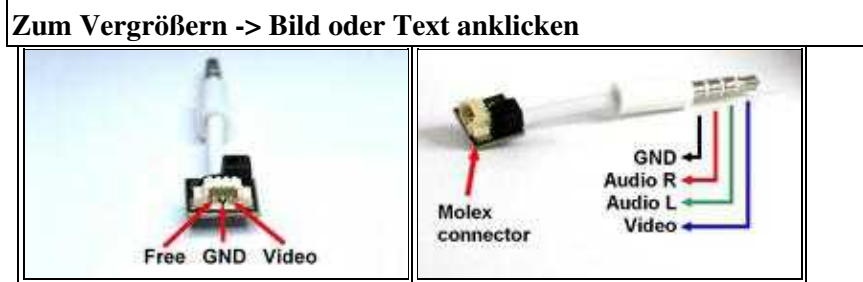 Zum Vergrößern -> Bild oder Text anklicken
Free GND Video
GND
Audio R
Audio L
Video
Molex
connector